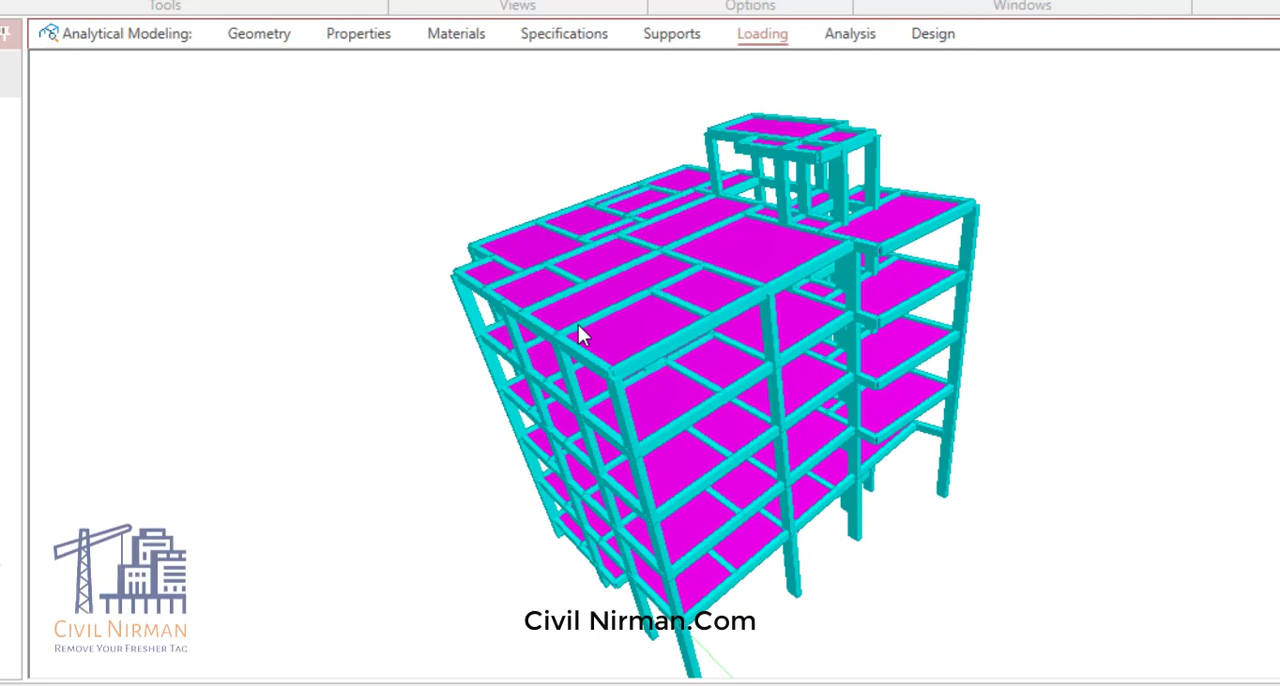 Tools Views Options Windows
Analytical Modeling: Geometry Properties Materials Specifications Supports Loading Analysis Design
CIVIL NIRMAN
REMOVE YOUR FRESHER TAG
Civil Nirman.Com